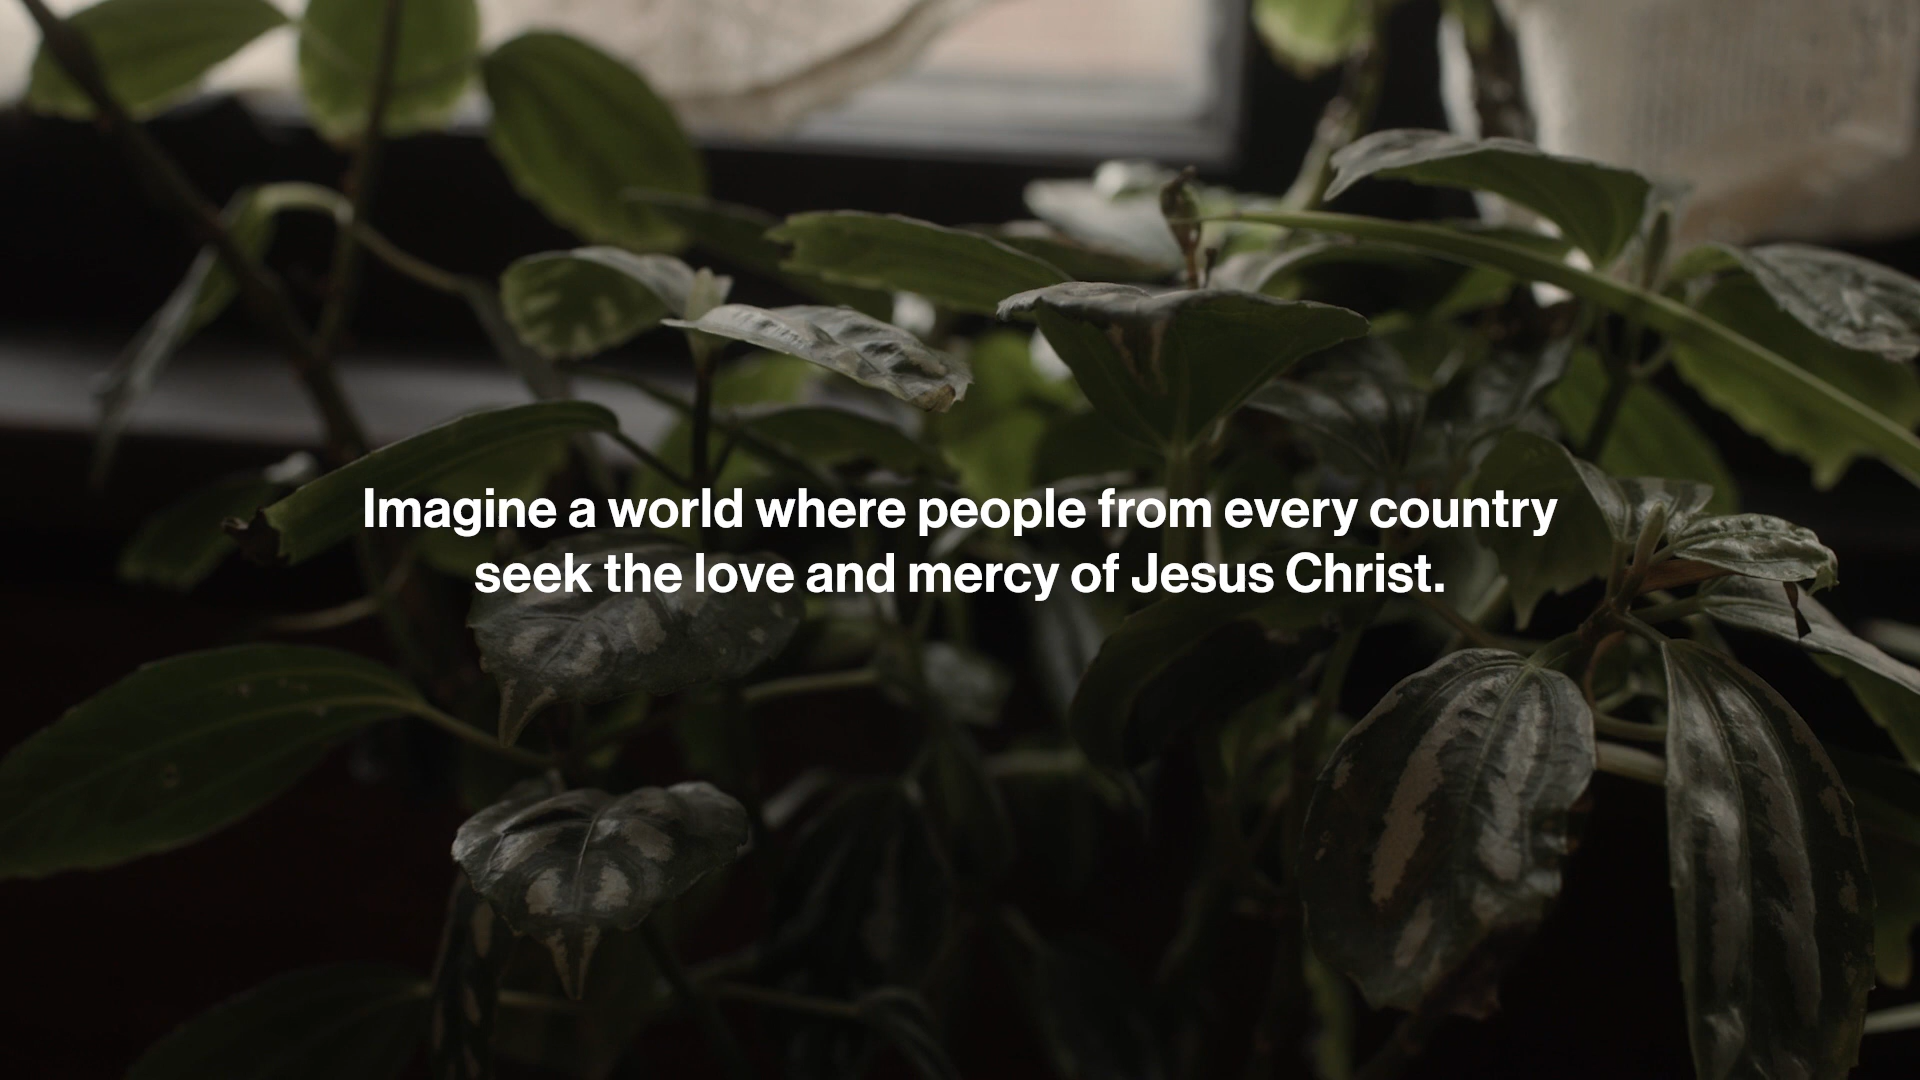 Imagine a world where people from every country
seek the love and mercy of Jesus Christ.